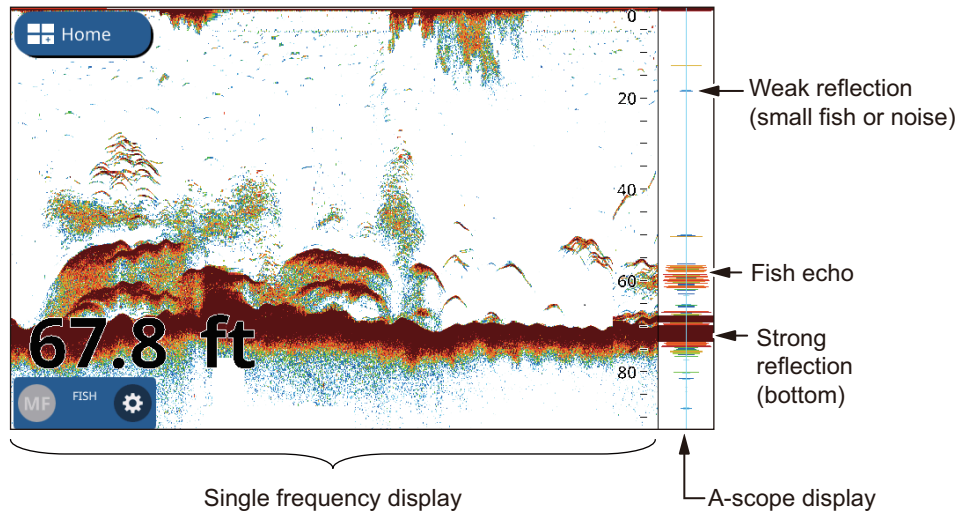 Home
0
20
40
60
80
67.8 ft
MF
FISH
Weak reflection
(small fish or noise)
Fish echo
Strong
reflection
(bottom)
Single frequency display
A-scope display